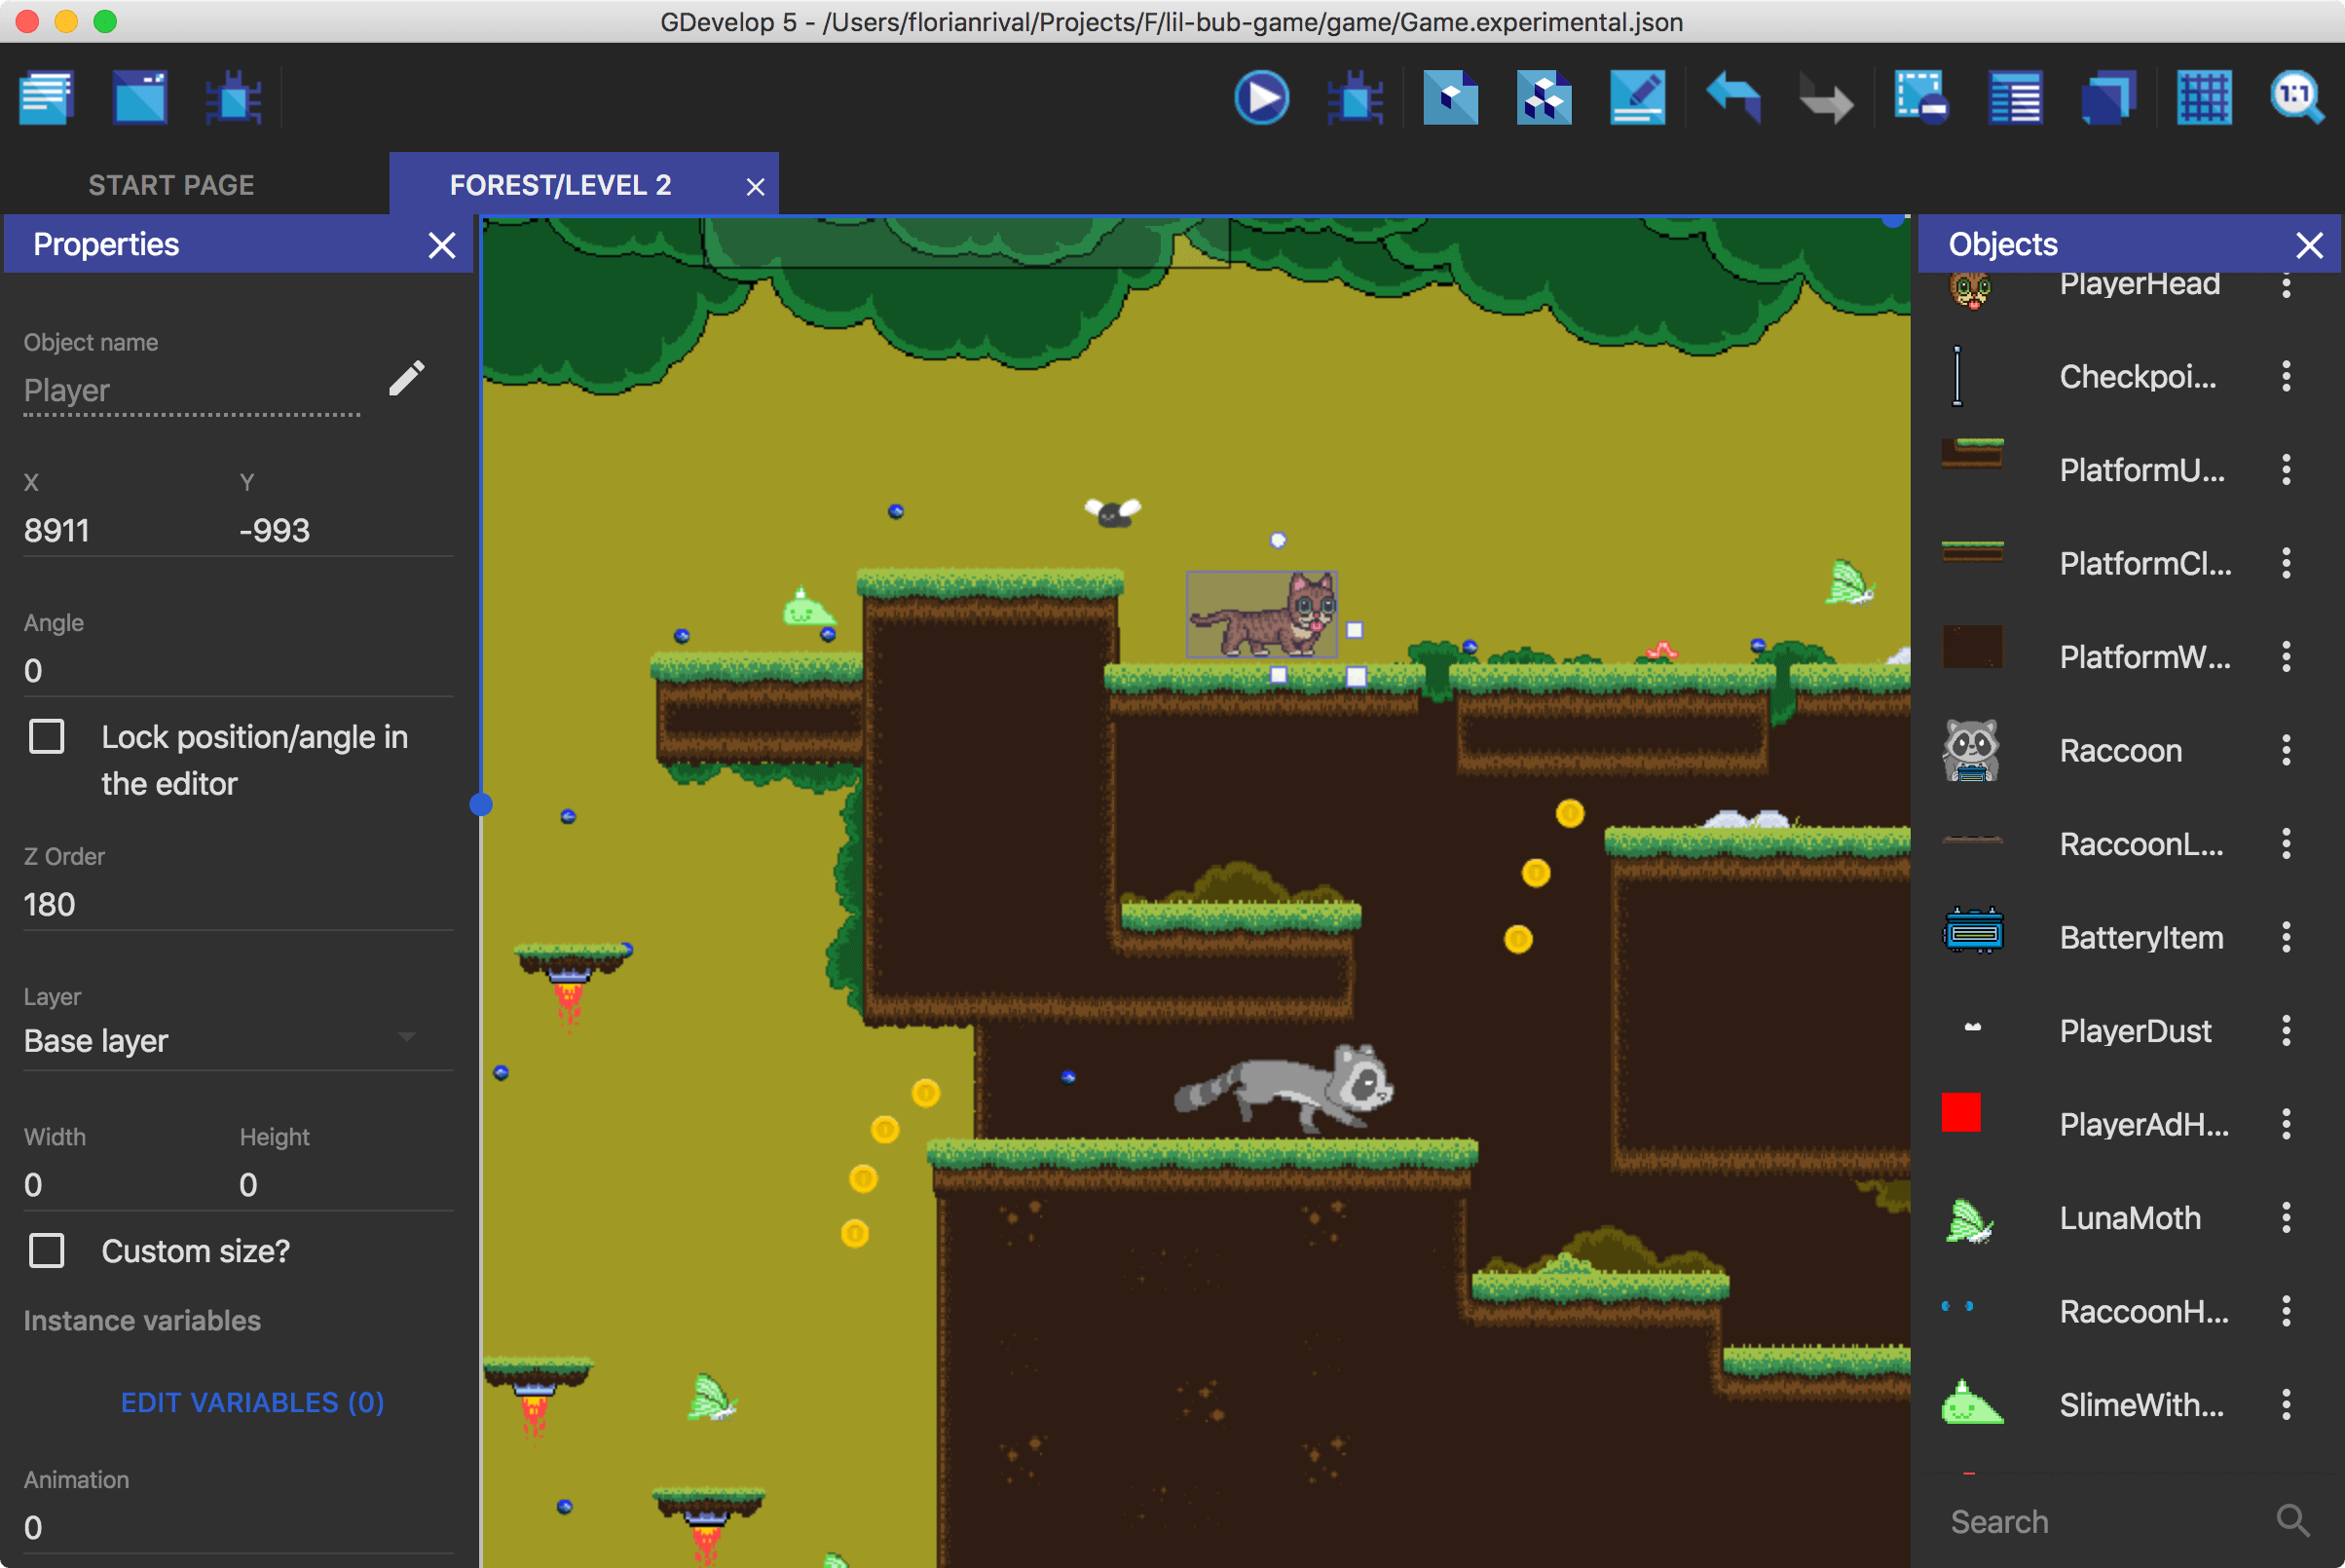 GDevelop 5 - /Users/florianrival/Projects/F/lil-bub-game/game/Game.experimental.json
1:1
START PAGE
FOREST/LEVEL 2
Properties
Object name
Player
X Y
8911 -993
Angle
0
Lock position/angle in
the editor
Z Order
180
Layer
Base layer
Width Height
0 0
Custom size?
Instance variables
EDIT VARIABLES (0)
Animation
0
Objects
PlayerHead
Checkpoi...
PlatformU...
PlatformCl...
PlatformW...
Raccoon
RaccoonL...
BatteryItem
PlayerDust
PlayerAdH...
LunaMoth
RaccoonH...
SlimeWith...
Search